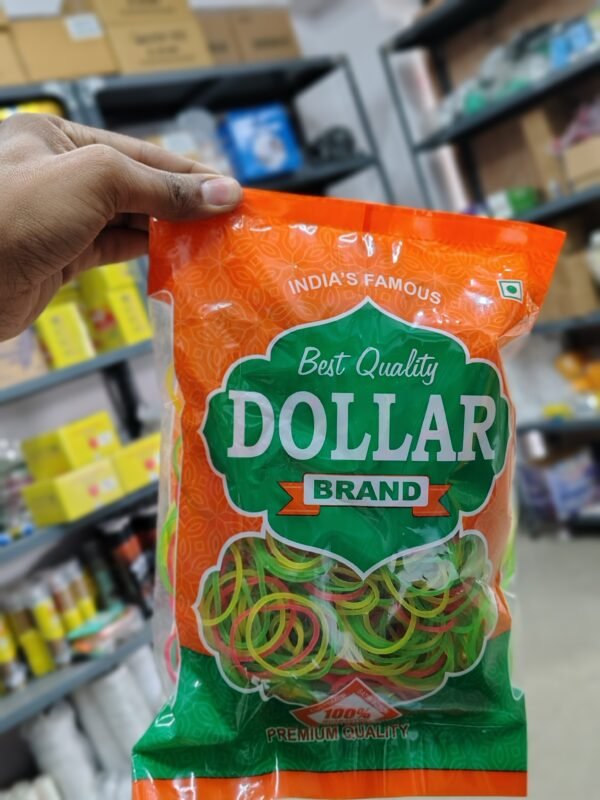 INDIA'S FAMOUS
Best Quality
DOLLAR
BRAND
100%
PREMIUM QUALITY